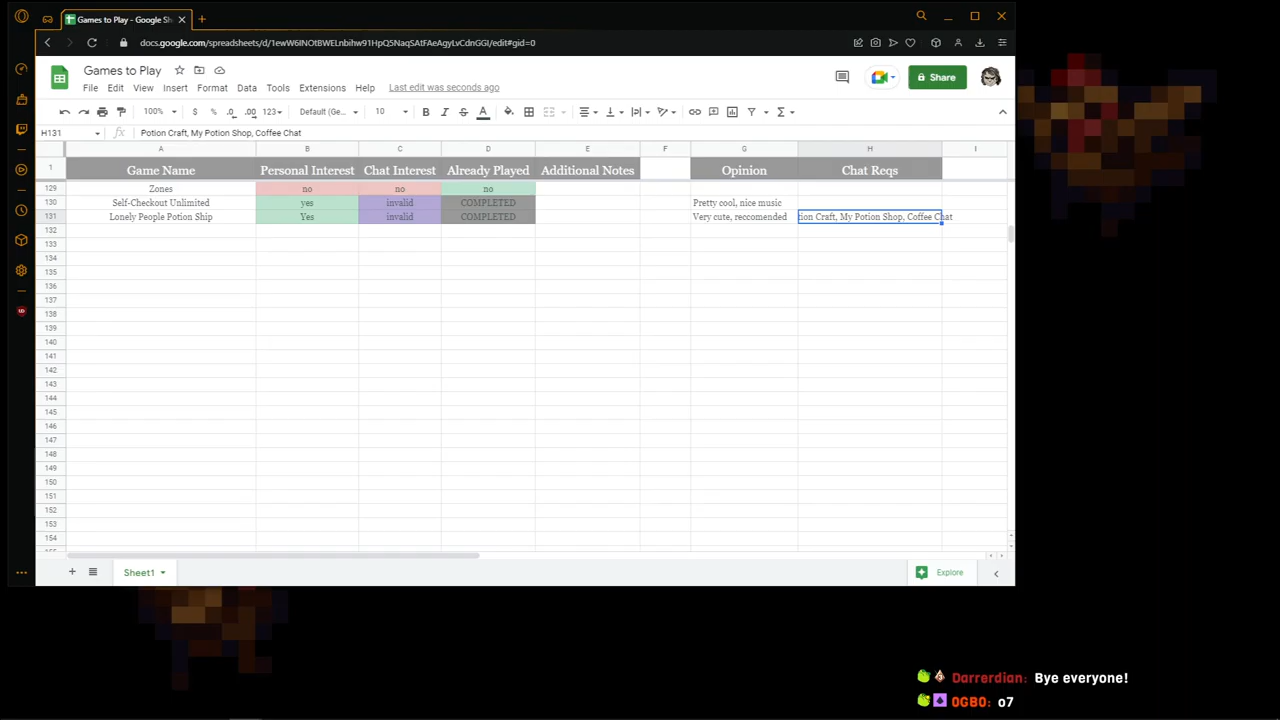 Games to Play - Google She
docs.google.com/spreadsheets/d/1ewW6INOtBWELnbihw91HpQ5NaqSAtFAeAgyLvCdnGGI/edit#gid=0
Games to Play
File Edit View Insert Format Data Tools Extensions Help Last edit was seconds ago
Share
100% $ % .0 .00 123 Default (Ge... 10 B I S A
H131 fx Potion Craft, My Potion Shop, Coffee Chat
A B C D E F G H I
1 Game Name Personal Interest Chat Interest Already Played Additional Notes Opinion Chat Reqs
129 Zones no no no
130 Self-Checkout Unlimited yes invalid COMPLETED Pretty cool, nice music
131 Lonely People Potion Ship Yes invalid COMPLETED Very cute, reccomended tion Craft, My Potion Shop, Coffee Chat
132
133
134
135
136
137
138
139
140
141
142
143
144
145
146
147
148
149
150
151
152
153
154
Sheet1
Explore
Darrerdian: Bye everyone!
OGBO: o7